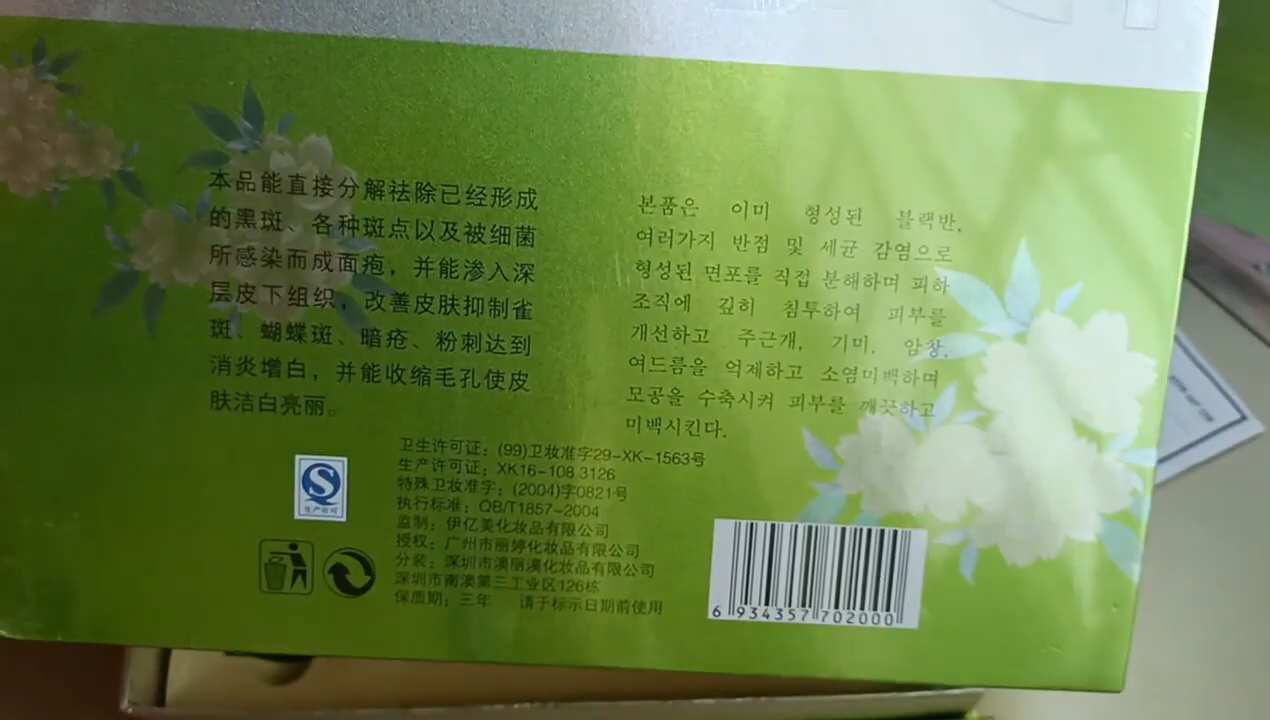 本品能直接分解祛除已经形成
的黑斑、各种斑点以及被细菌
所感染而成面疱，并能渗入深
层皮下组织，改善皮肤抑制雀
斑、蝴蝶斑、暗疮、粉刺达到
消炎增白，并能收缩毛孔使皮
肤洁白亮丽。
본품은 이미 형성된 블랙반,
여러가지 반점 및 세균 감염으로
형성된 면포를 직접 분해하며 피하
조직에 깊히 침투하여 피부를
개선하고 주근개, 기미, 암창,
여드름을 억제하고 소염미백하며
모공을 수축시켜 피부를 깨끗하고
미백시킨다.
卫生许可证：(99)卫妆准字29-XK-1563号
生产许可证：XK16-108 3126
特殊卫妆准字：(2004)字0821号
执行标准：QB/T1857-2004
监制：伊亿美化妆品有限公司
授权：广州市丽婷化妆品有限公司
分装：深圳市澳丽澳化妆品有限公司
深圳市南澳第三工业区126栋
保质期：三年 请于标示日期前使用
生产许可
6 934357 702000